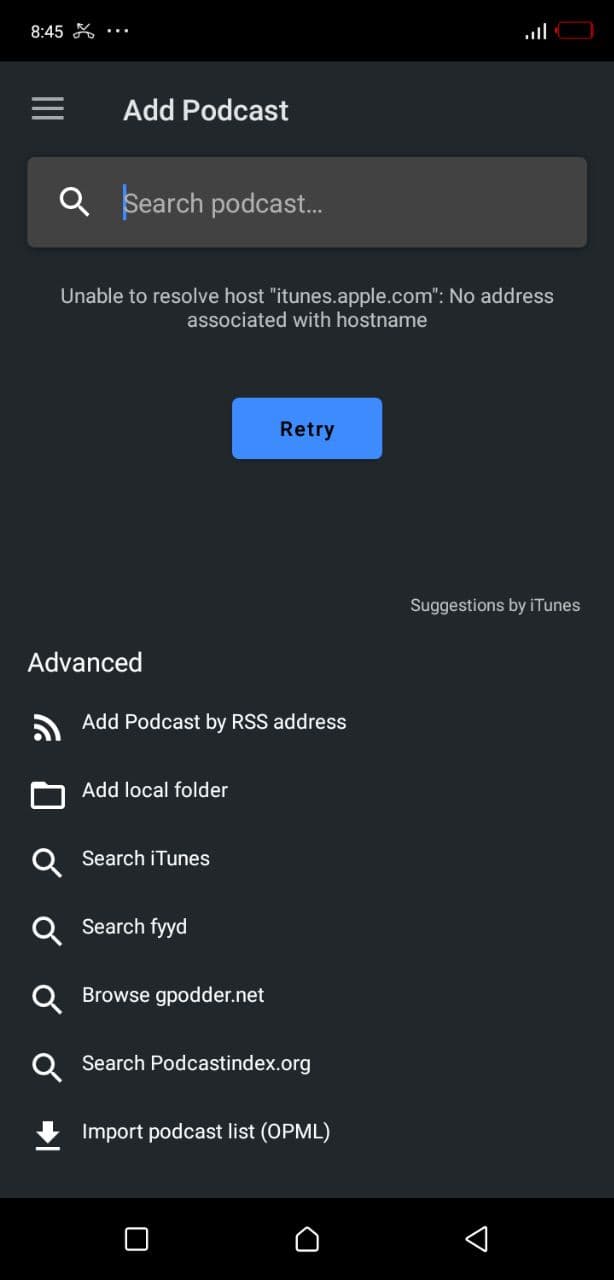 8:45
Add Podcast
Search podcast...
Unable to resolve host "itunes.apple.com": No address
associated with hostname
Retry
Suggestions by iTunes
Advanced
Add Podcast by RSS address
Add local folder
Search iTunes
Search fyyd
Browse gpodder.net
Search Podcastindex.org
Import podcast list (OPML)